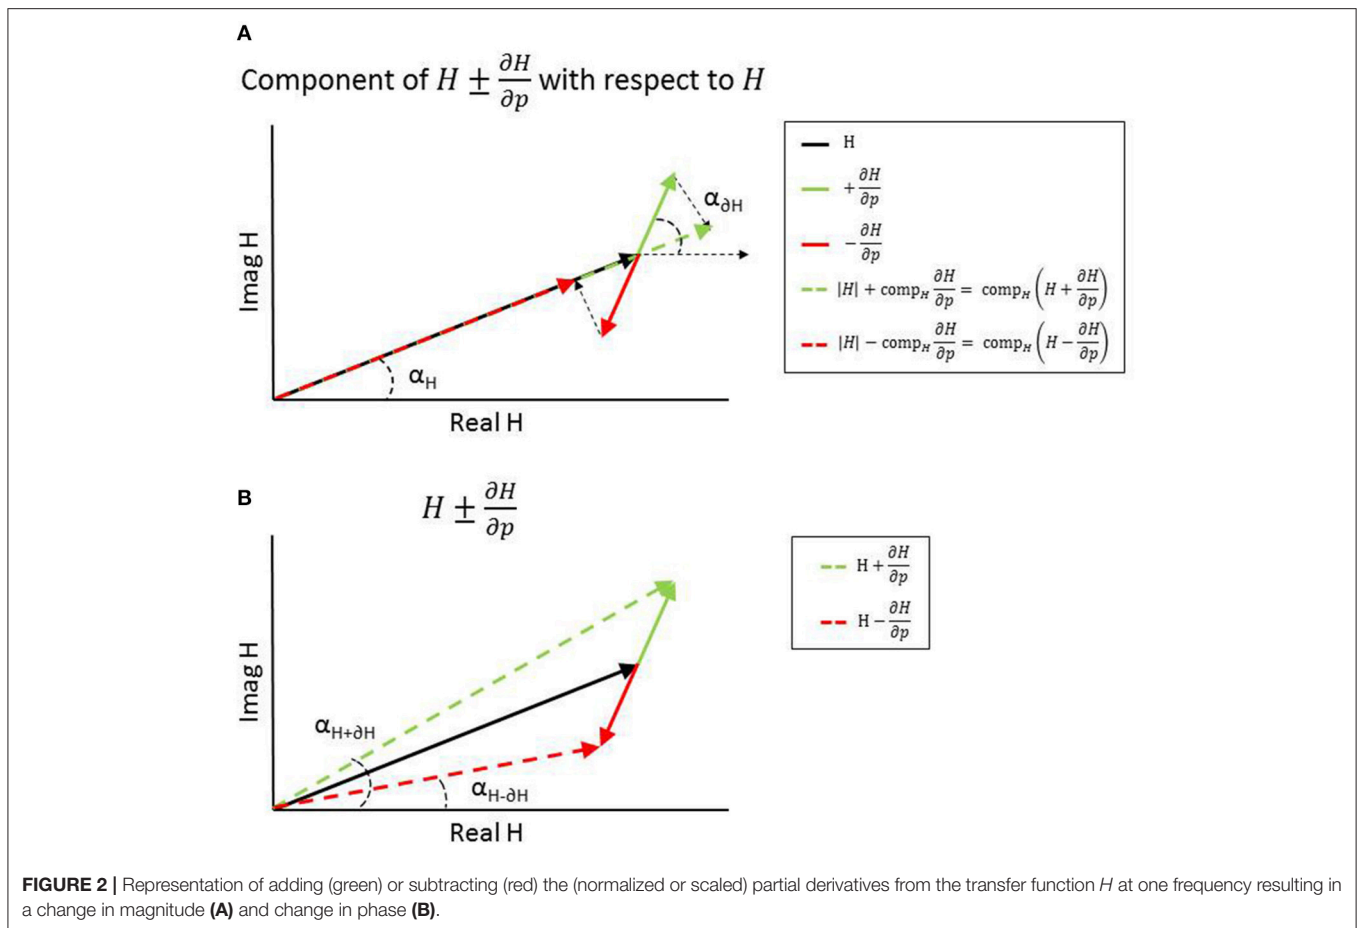 A
Component of H ± ∂H/∂p with respect to H
Imag H
α∂H
αH
Real H
H
+ ∂H/∂p
− ∂H/∂p
|H| + compH ∂H/∂p = compH (H + ∂H/∂p)
|H| − compH ∂H/∂p = compH (H − ∂H/∂p)
B
H ± ∂H/∂p
Imag H
αH+∂H
αH-∂H
Real H
H + ∂H/∂p
H − ∂H/∂p
FIGURE 2 | Representation of adding (green) or subtracting (red) the (normalized or scaled) partial derivatives from the transfer function H at one frequency resulting in
a change in magnitude (A) and change in phase (B).